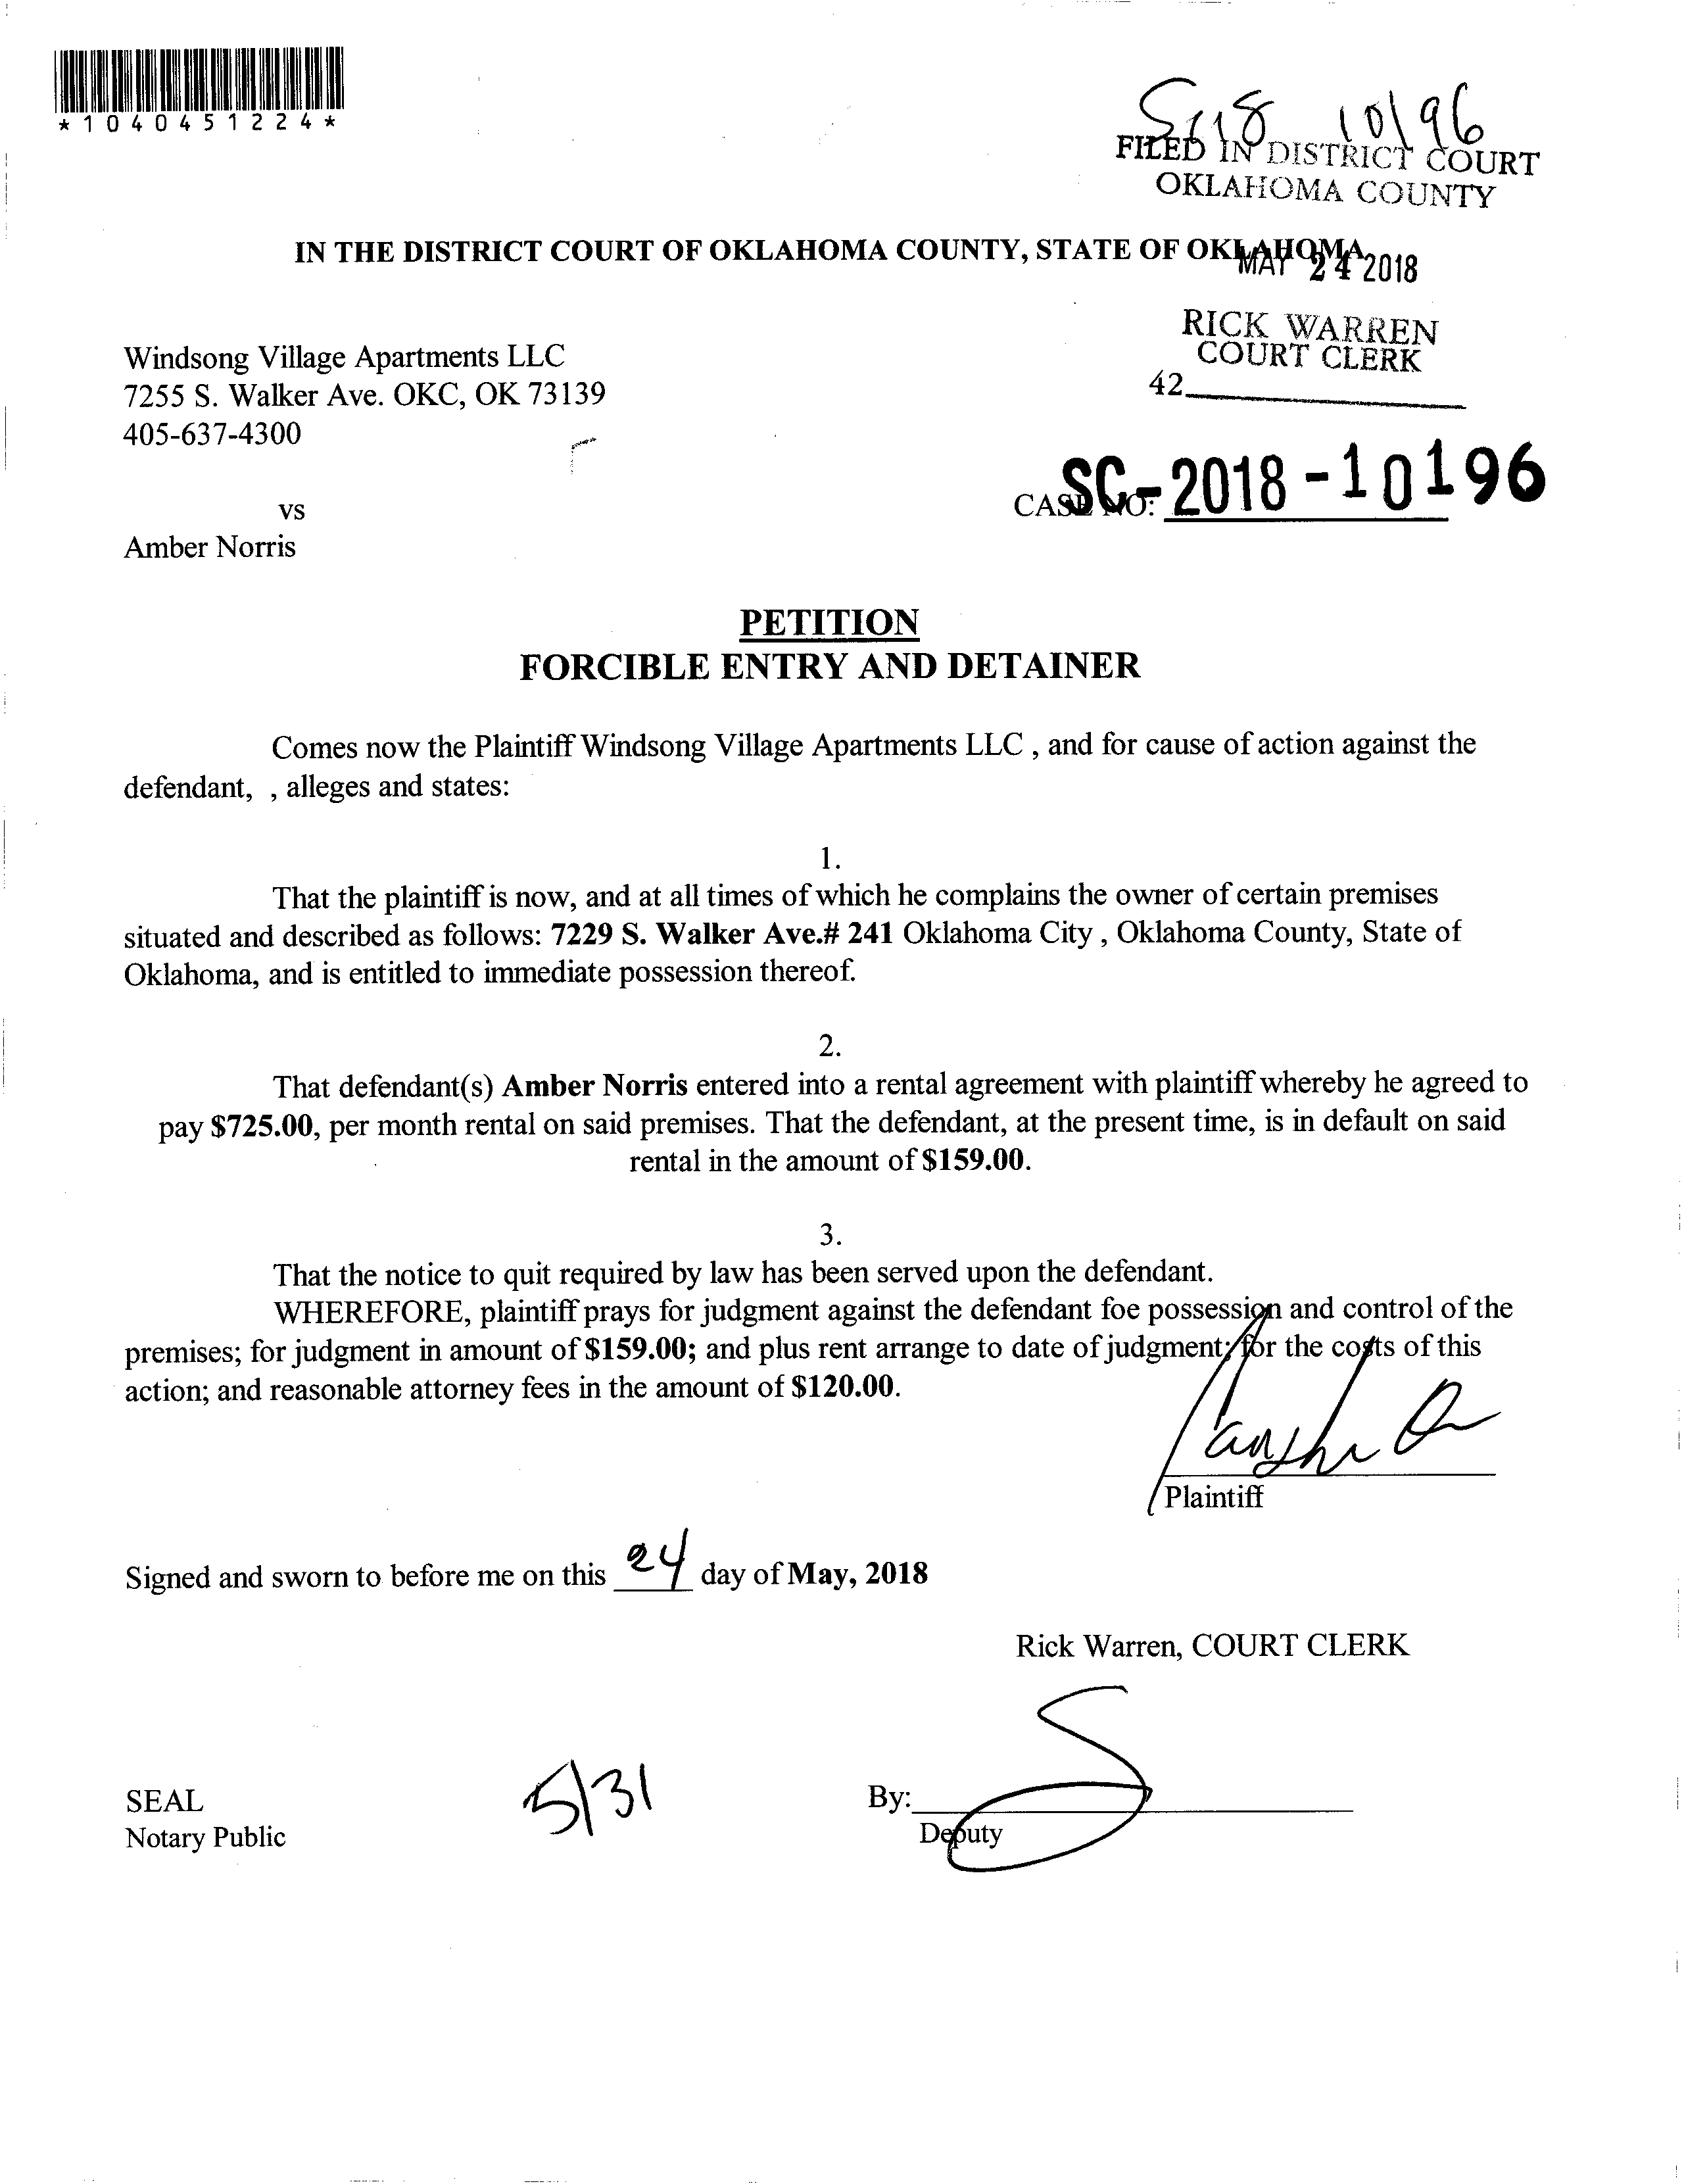 *1040451224*
10196
FILED IN DISTRICT COURT
OKLAHOMA COUNTY
IN THE DISTRICT COURT OF OKLAHOMA COUNTY, STATE OF OKLAHOMA
MAY 24 2018
RICK WARREN
COURT CLERK
42
Windsong Village Apartments LLC
7255 S. Walker Ave. OKC, OK 73139
405-637-4300
CASE NO: SC-2018-10196
vs
Amber Norris
PETITION
FORCIBLE ENTRY AND DETAINER
Comes now the Plaintiff Windsong Village Apartments LLC , and for cause of action against the
defendant, , alleges and states:
1.
That the plaintiff is now, and at all times of which he complains the owner of certain premises
situated and described as follows: 7229 S. Walker Ave.# 241 Oklahoma City , Oklahoma County, State of
Oklahoma, and is entitled to immediate possession thereof.
2.
That defendant(s) Amber Norris entered into a rental agreement with plaintiff whereby he agreed to
pay $725.00, per month rental on said premises. That the defendant, at the present time, is in default on said
rental in the amount of $159.00.
3.
That the notice to quit required by law has been served upon the defendant.
WHEREFORE, plaintiff prays for judgment against the defendant foe possession and control of the
premises; for judgment in amount of $159.00; and plus rent arrange to date of judgment; for the costs of this
action; and reasonable attorney fees in the amount of $120.00.
Plaintiff
Signed and sworn to before me on this 24 day of May, 2018
Rick Warren, COURT CLERK
SEAL
Notary Public
5/31
By:
Deputy